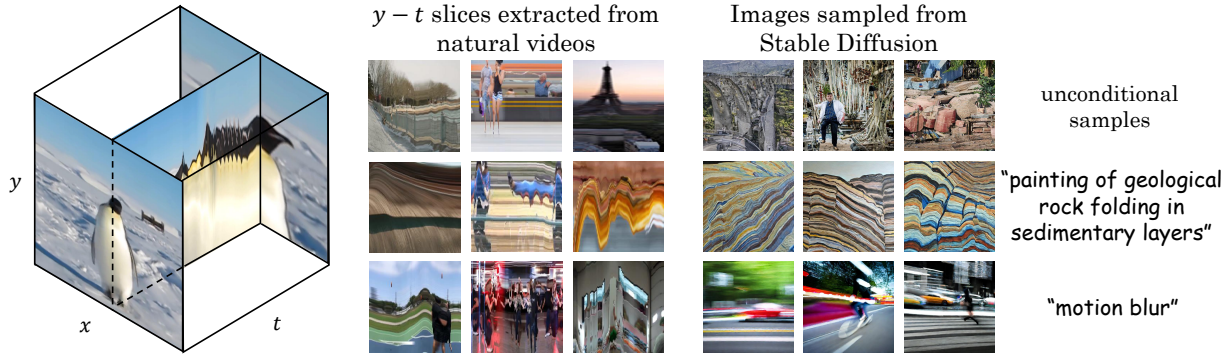 y − t slices extracted from
natural videos
Images sampled from
Stable Diffusion
unconditional
samples
y
“painting of geological
rock folding in
sedimentary layers”
“motion blur”
x
t